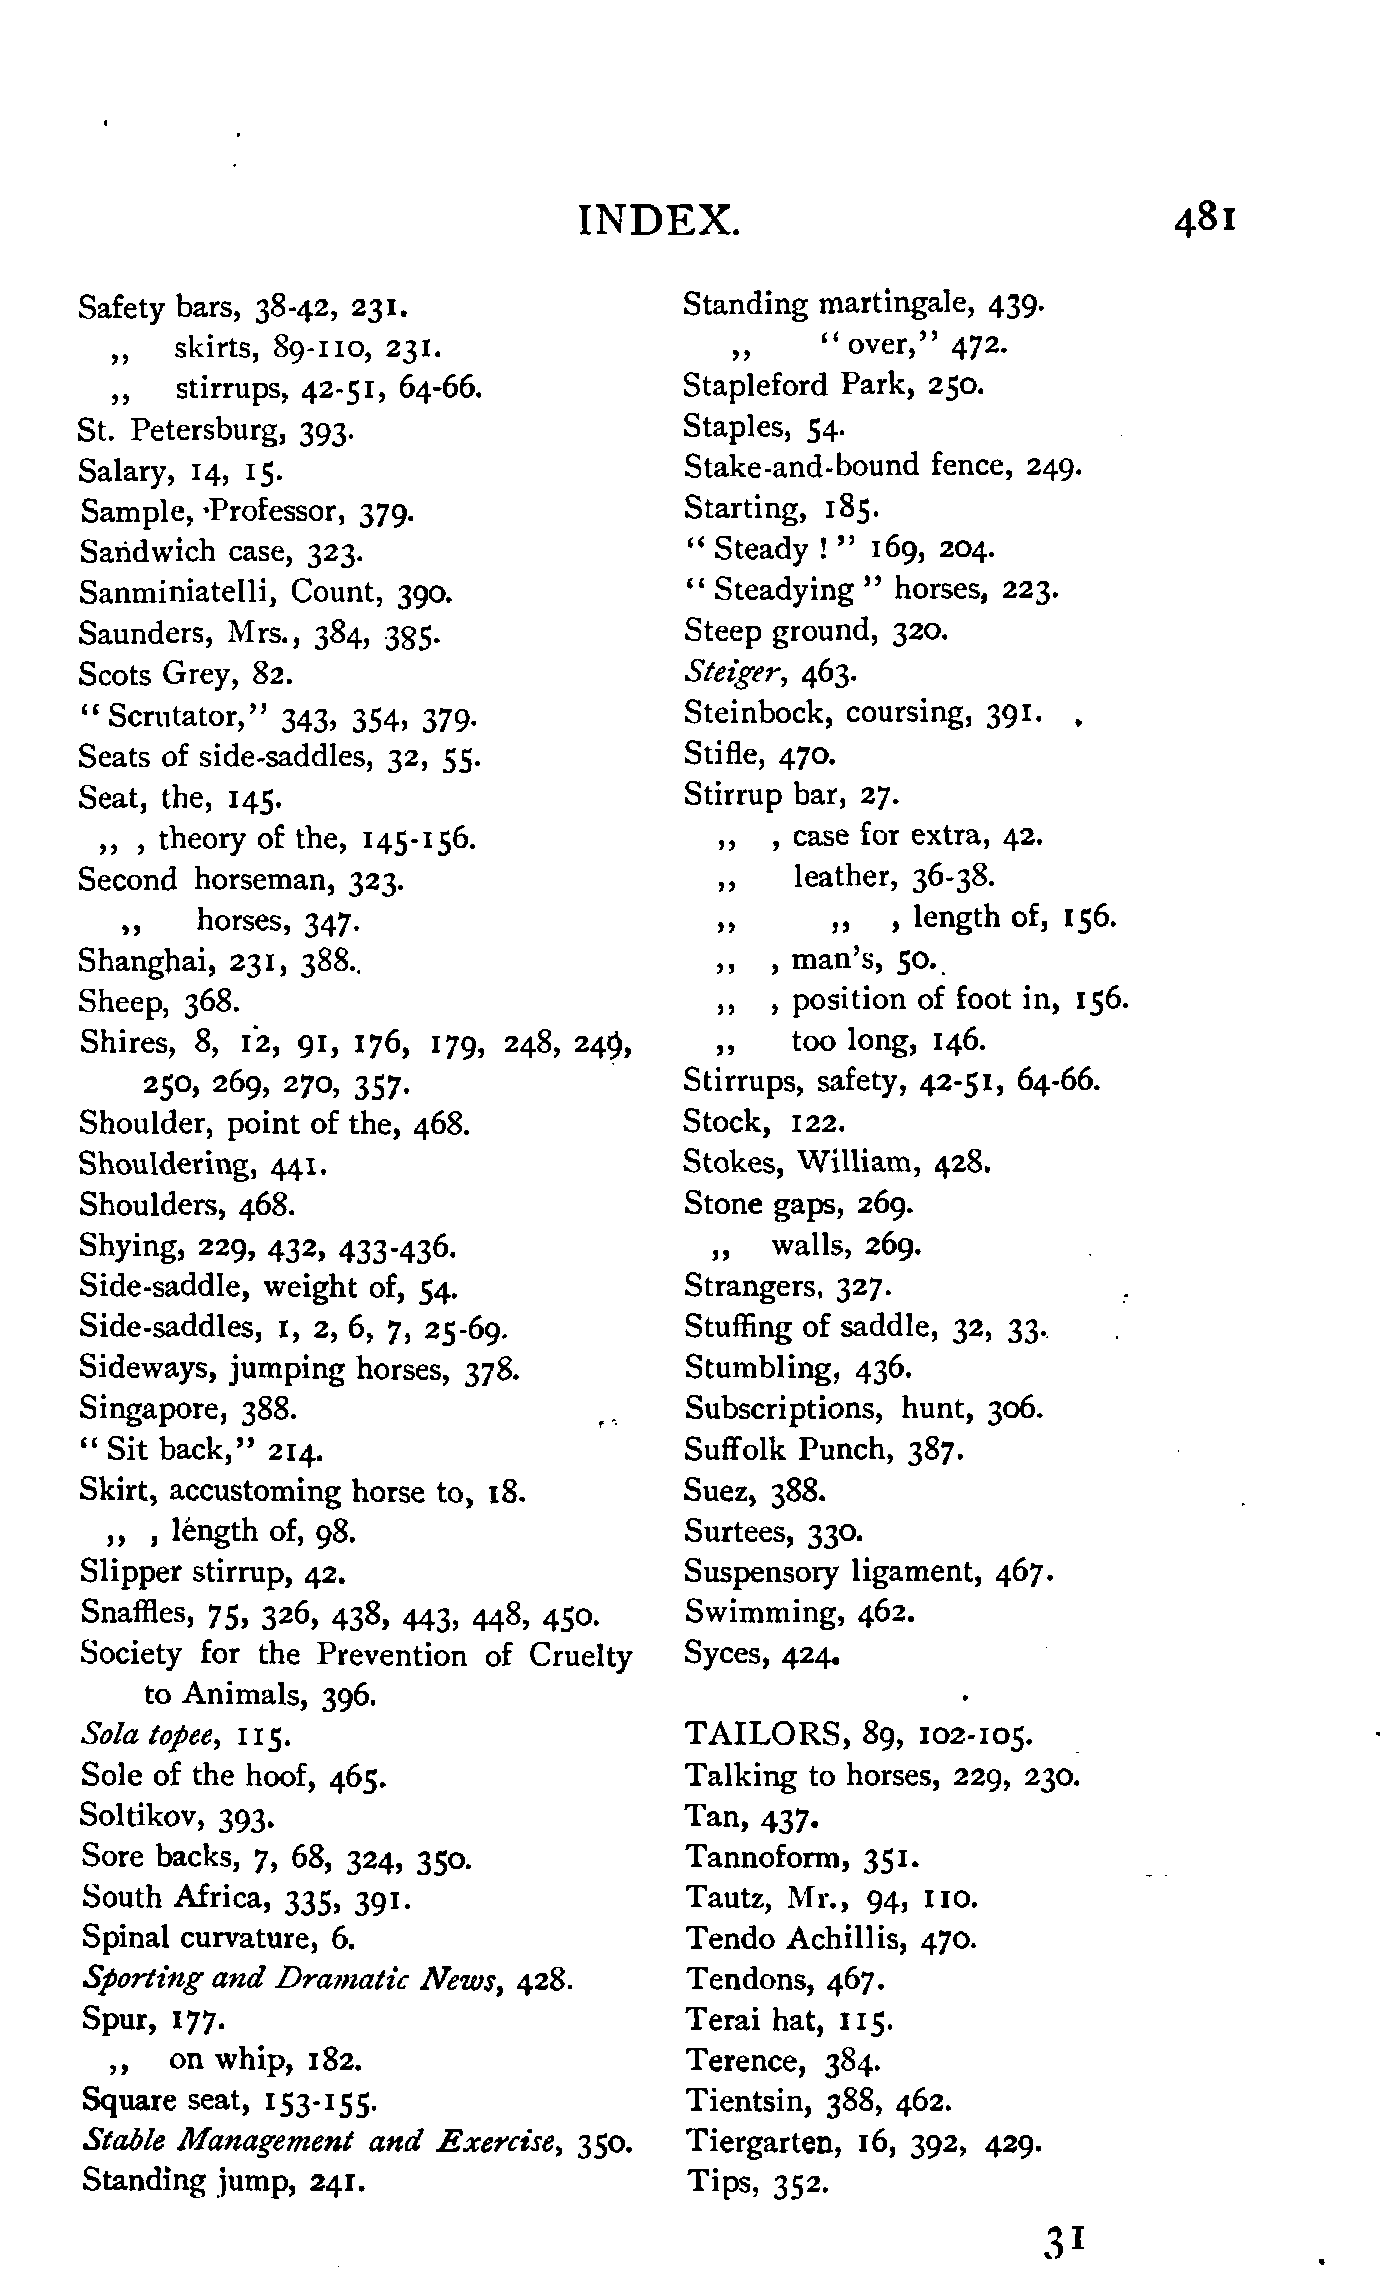 INDEX. 481
Safety bars, 38-42, 231.
,, skirts, 89-110, 231.
,, stirrups, 42-51, 64-66.
St. Petersburg, 393.
Salary, 14, 15.
Sample, Professor, 379.
Sandwich case, 323.
Sanminiatelli, Count, 390.
Saunders, Mrs., 384, 385.
Scots Grey, 82.
"Scrutator," 343, 354, 379.
Seats of side-saddles, 32, 55.
Seat, the, 145.
,, , theory of the, 145-156.
Second horseman, 323.
,, horses, 347.
Shanghai, 231, 388.
Sheep, 368.
Shires, 8, 12, 91, 176, 179, 248, 249,
250, 269, 270, 357.
Shoulder, point of the, 468.
Shouldering, 441.
Shoulders, 468.
Shying, 229, 432, 433-436.
Side-saddle, weight of, 54.
Side-saddles, 1, 2, 6, 7, 25-69.
Sideways, jumping horses, 378.
Singapore, 388.
"Sit back," 214.
Skirt, accustoming horse to, 18.
,, , length of, 98.
Slipper stirrup, 42.
Snaffles, 75, 326, 438, 443, 448, 450.
Society for the Prevention of Cruelty
to Animals, 396.
Sola topee, 115.
Sole of the hoof, 465.
Soltikov, 393.
Sore backs, 7, 68, 324, 350.
South Africa, 335, 391.
Spinal curvature, 6.
Sporting and Dramatic News, 428.
Spur, 177.
,, on whip, 182.
Square seat, 153-155.
Stable Management and Exercise, 350.
Standing jump, 241.
Standing martingale, 439.
,, "over," 472.
Stapleford Park, 250.
Staples, 54.
Stake-and-bound fence, 249.
Starting, 185.
"Steady!" 169, 204.
"Steadying" horses, 223.
Steep ground, 320.
Steiger, 463.
Steinbock, coursing, 391.
Stifle, 470.
Stirrup bar, 27.
,, , case for extra, 42.
,, leather, 36-38.
,, ,, , length of, 156.
,, , man's, 50.
,, , position of foot in, 156.
,, too long, 146.
Stirrups, safety, 42-51, 64-66.
Stock, 122.
Stokes, William, 428.
Stone gaps, 269.
,, walls, 269.
Strangers, 327.
Stuffing of saddle, 32, 33.
Stumbling, 436.
Subscriptions, hunt, 306.
Suffolk Punch, 387.
Suez, 388.
Surtees, 330.
Suspensory ligament, 467.
Swimming, 462.
Syces, 424.
TAILORS, 89, 102-105.
Talking to horses, 229, 230.
Tan, 437.
Tannoform, 351.
Tautz, Mr., 94, 110.
Tendo Achillis, 470.
Tendons, 467.
Terai hat, 115.
Terence, 384.
Tientsin, 388, 462.
Tiergarten, 16, 392, 429.
Tips, 352.
31